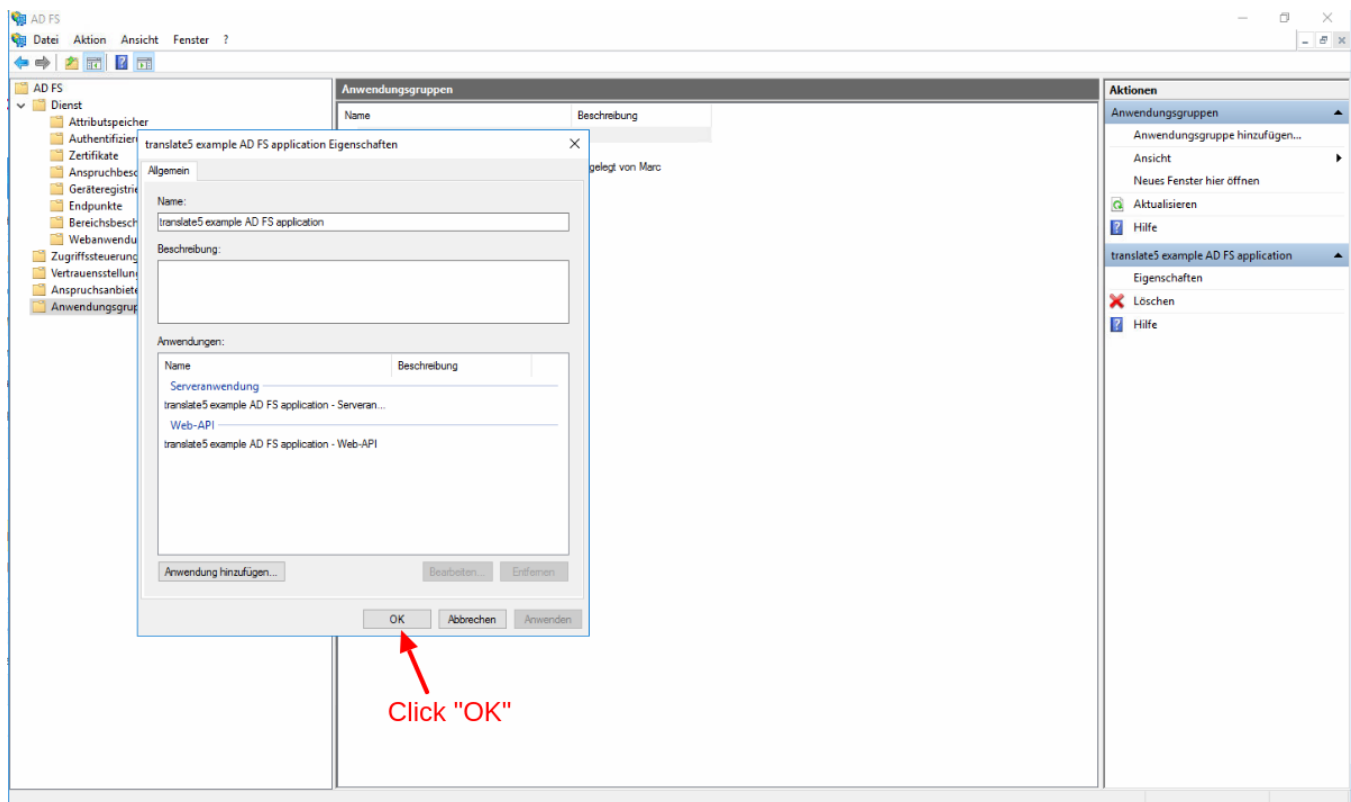 AD FS
Datei Aktion Ansicht Fenster ?
AD FS
Dienst
Attributspeicher
Zertifikate
Endpunkte
Anwendungsgruppen
Name Beschreibung
gelegt von Marc
translate5 example AD FS application Eigenschaften
Allgemein
Name:
translate5 example AD FS application
Beschreibung:
Anwendungen:
Name Beschreibung
Serveranwendung
translate5 example AD FS application - Serveran...
Web-API
translate5 example AD FS application - Web-API
Anwendung hinzufügen... Bearbeiten... Entfernen
OK Abbrechen Anwenden
Click "OK"
Aktionen
Anwendungsgruppen
Anwendungsgruppe hinzufügen...
Ansicht
Neues Fenster hier öffnen
Aktualisieren
Hilfe
translate5 example AD FS application
Eigenschaften
Löschen
Hilfe